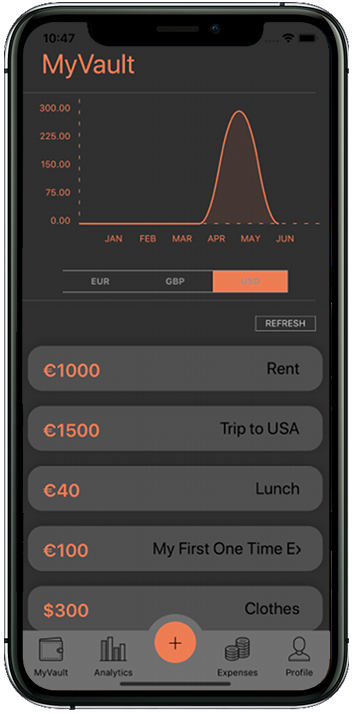 10:47
MyVault
300.00
225.00
150.00
75.00
0.00
JAN FEB MAR APR MAY JUN
EUR GBP USD
REFRESH
€1000 Rent
€1500 Trip to USA
€40 Lunch
€100 My First One Time E
$300 Clothes
+
MyVault Analytics Expenses Profile